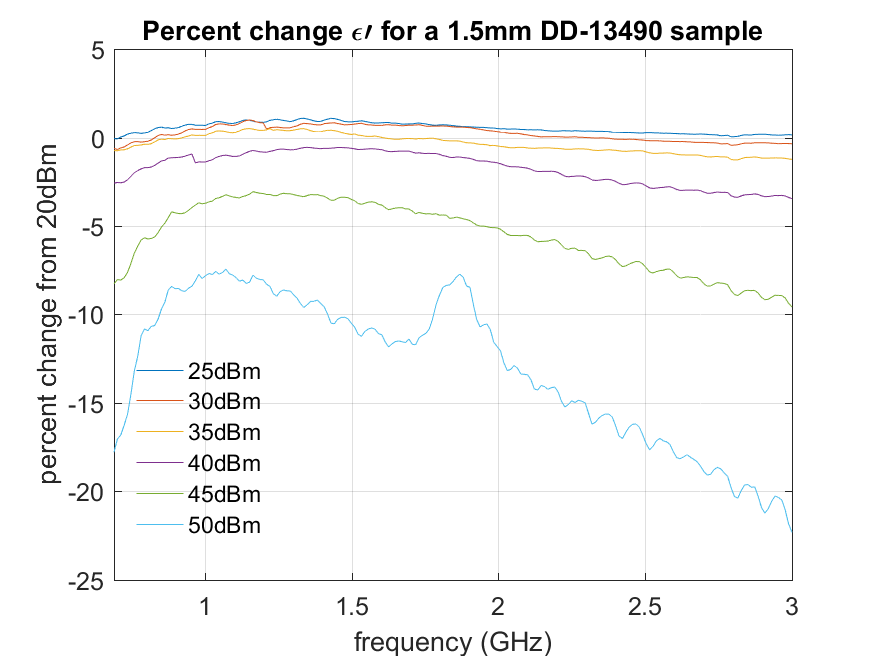 Percent change ϵ′ for a 1.5mm DD-13490 sample
5
0
-5
-10
-15
-20
-25
percent change from 20dBm
25dBm
30dBm
35dBm
40dBm
45dBm
50dBm
1
1.5
2
2.5
3
frequency (GHz)